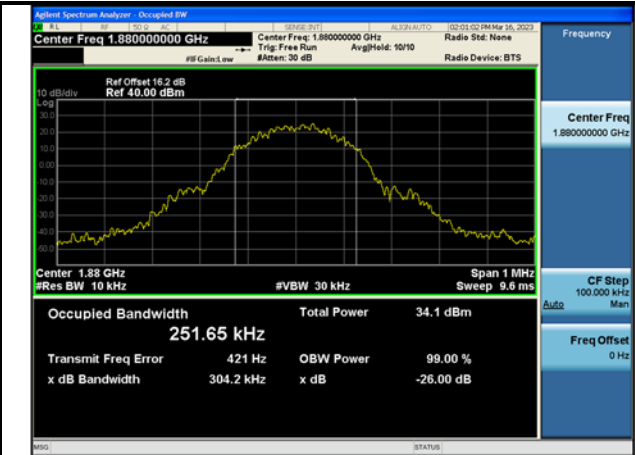 Agilent Spectrum Analyzer - Occupied BW
RL RF 50 Ω AC SENSE:INT ALIGN AUTO 02:01:02 PM Mar 16, 2023
Center Freq 1.880000000 GHz Center Freq: 1.880000000 GHz Radio Std: None
Trig: Free Run Avg|Hold: 10/10
#IFGain:Low #Atten: 30 dB Radio Device: BTS
Ref Offset 16.2 dB
10 dB/div Ref 40.00 dBm
Log
30.0
20.0
10.0
0.00
10.0
20.0
30.0
40.0
50.0
Center 1.88 GHz Span 1 MHz
#Res BW 10 kHz #VBW 30 kHz Sweep 9.6 ms
Occupied Bandwidth Total Power 34.1 dBm
251.65 kHz
Transmit Freq Error 421 Hz OBW Power 99.00 %
x dB Bandwidth 304.2 kHz x dB -26.00 dB
MSG STATUS
Frequency
Center Freq
1.880000000 GHz
CF Step
100.000 kHz
Auto Man
Freq Offset
0 Hz